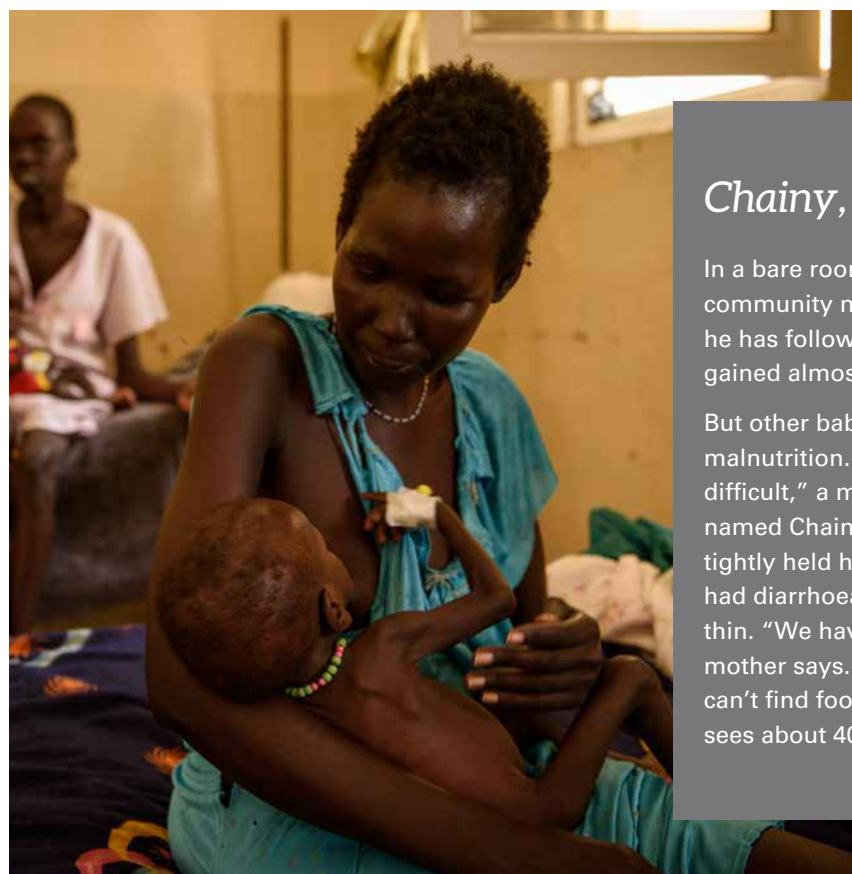 Chainy,
In a bare
community
he has
gained
But other
malnutrition.
difficult,” a
named
tightly held
had diarrhoea
thin. “We
mother says.
can’t find
sees about